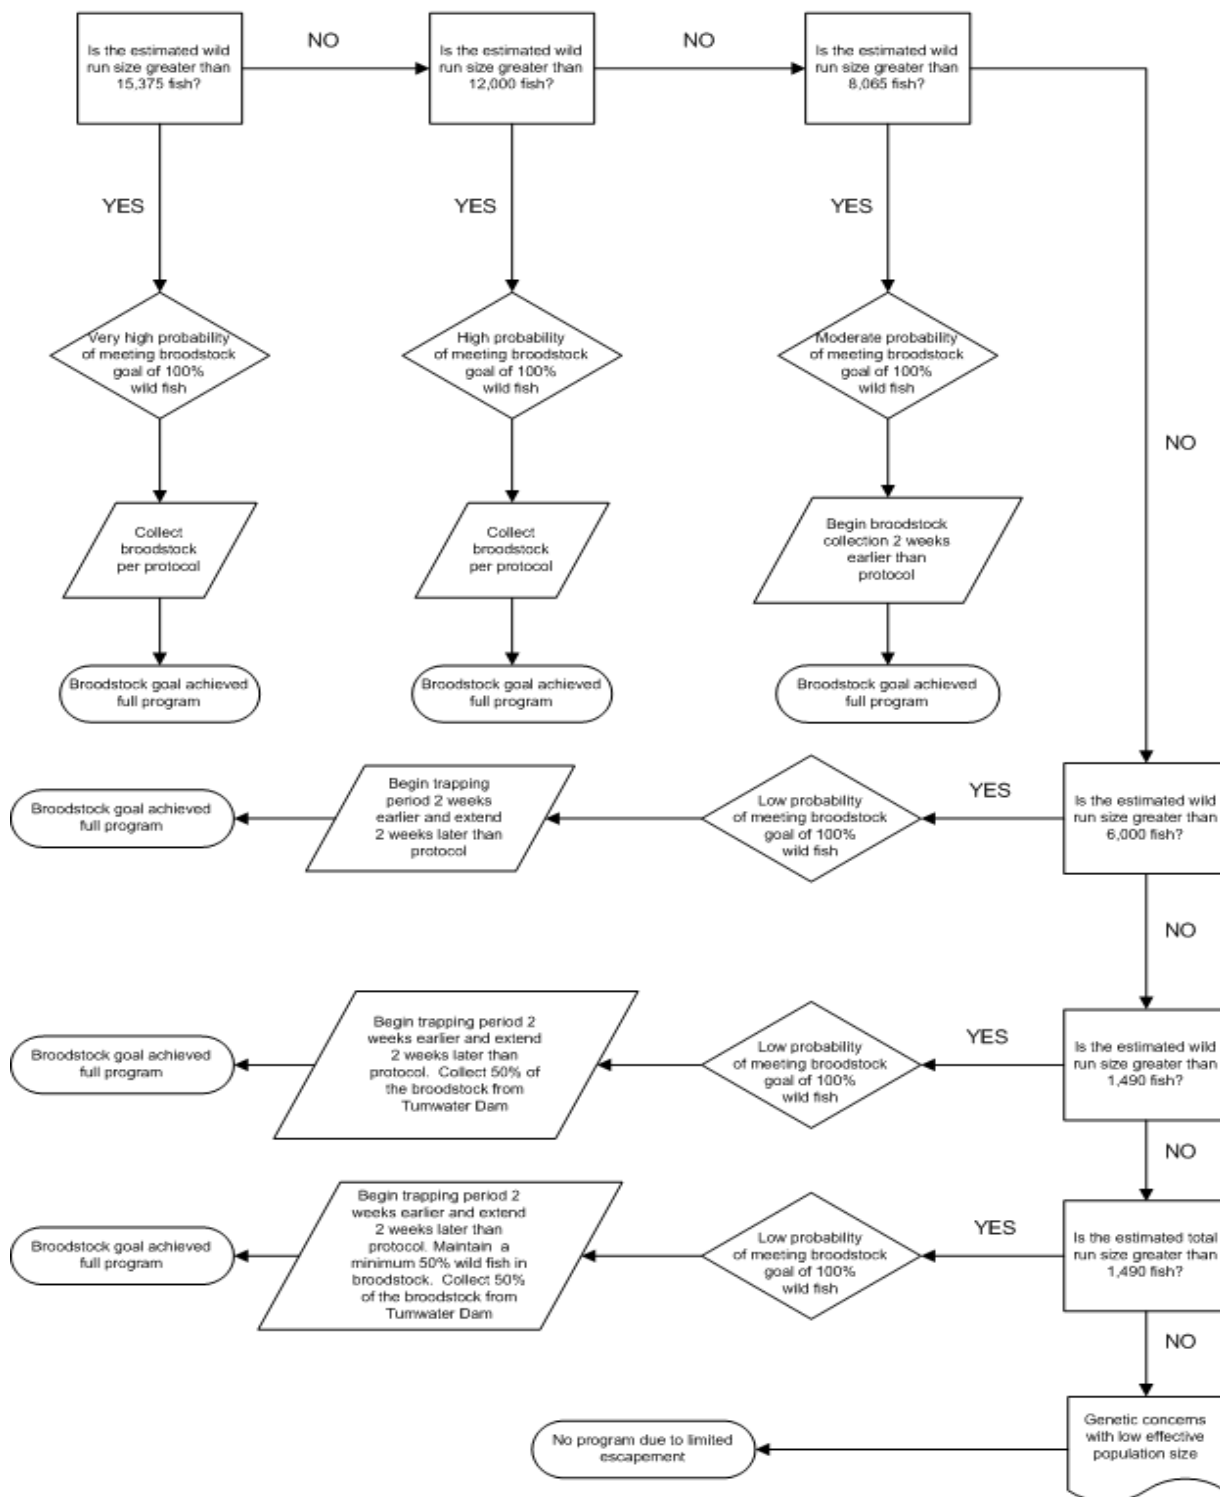 Is the estimated wild
run size greater than
15,375 fish?
NO
Is the estimated wild
run size greater than
12,000 fish?
NO
Is the estimated wild
run size greater than
8,065 fish?
YES
YES
YES
NO
Very high probability
of meeting broodstock
goal of 100%
wild fish
High probability
of meeting broodstock
goal of 100%
wild fish
Moderate probability
of meeting broodstock
goal of 100%
wild fish
Collect
broodstock
per protocol
Collect
broodstock
per protocol
Begin broodstock
collection 2 weeks
earlier than
protocol
Broodstock goal achieved
full program
Broodstock goal achieved
full program
Broodstock goal achieved
full program
Broodstock goal achieved
full program
Begin trapping
period 2 weeks
earlier and extend
2 weeks later than
protocol
Low probability
of meeting broodstock
goal of 100%
wild fish
YES
Is the estimated wild
run size greater than
6,000 fish?
NO
Broodstock goal achieved
full program
Begin trapping period 2
weeks earlier and extend
2 weeks later than
protocol. Collect 50% of
the broodstock from
Tumwater Dam
Low probability
of meeting broodstock
goal of 100%
wild fish
YES
Is the estimated wild
run size greater than
1,490 fish?
NO
Broodstock goal achieved
full program
Begin trapping period 2
weeks earlier and extend
2 weeks later than
protocol. Maintain a
minimum 50% wild fish in
broodstock. Collect 50%
of the broodstock from
Tumwater Dam
Low probability
of meeting broodstock
goal of 100%
wild fish
YES
Is the estimated total
run size greater than
1,490 fish?
NO
No program due to limited
escapement
Genetic concerns
with low effective
population size